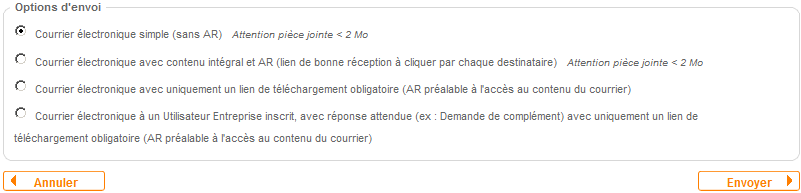 Options d'envoi
Courrier électronique simple (sans AR) Attention pièce jointe < 2 Mo
Courrier électronique avec contenu intégral et AR (lien de bonne réception à cliquer par chaque destinataire) Attention pièce jointe < 2 Mo
Courrier électronique avec uniquement un lien de téléchargement obligatoire (AR préalable à l'accès au contenu du courrier)
Courrier électronique à un Utilisateur Entreprise inscrit, avec réponse attendue (ex : Demande de complément) avec uniquement un lien de
téléchargement obligatoire (AR préalable à l'accès au contenu du courrier)
Annuler
Envoyer